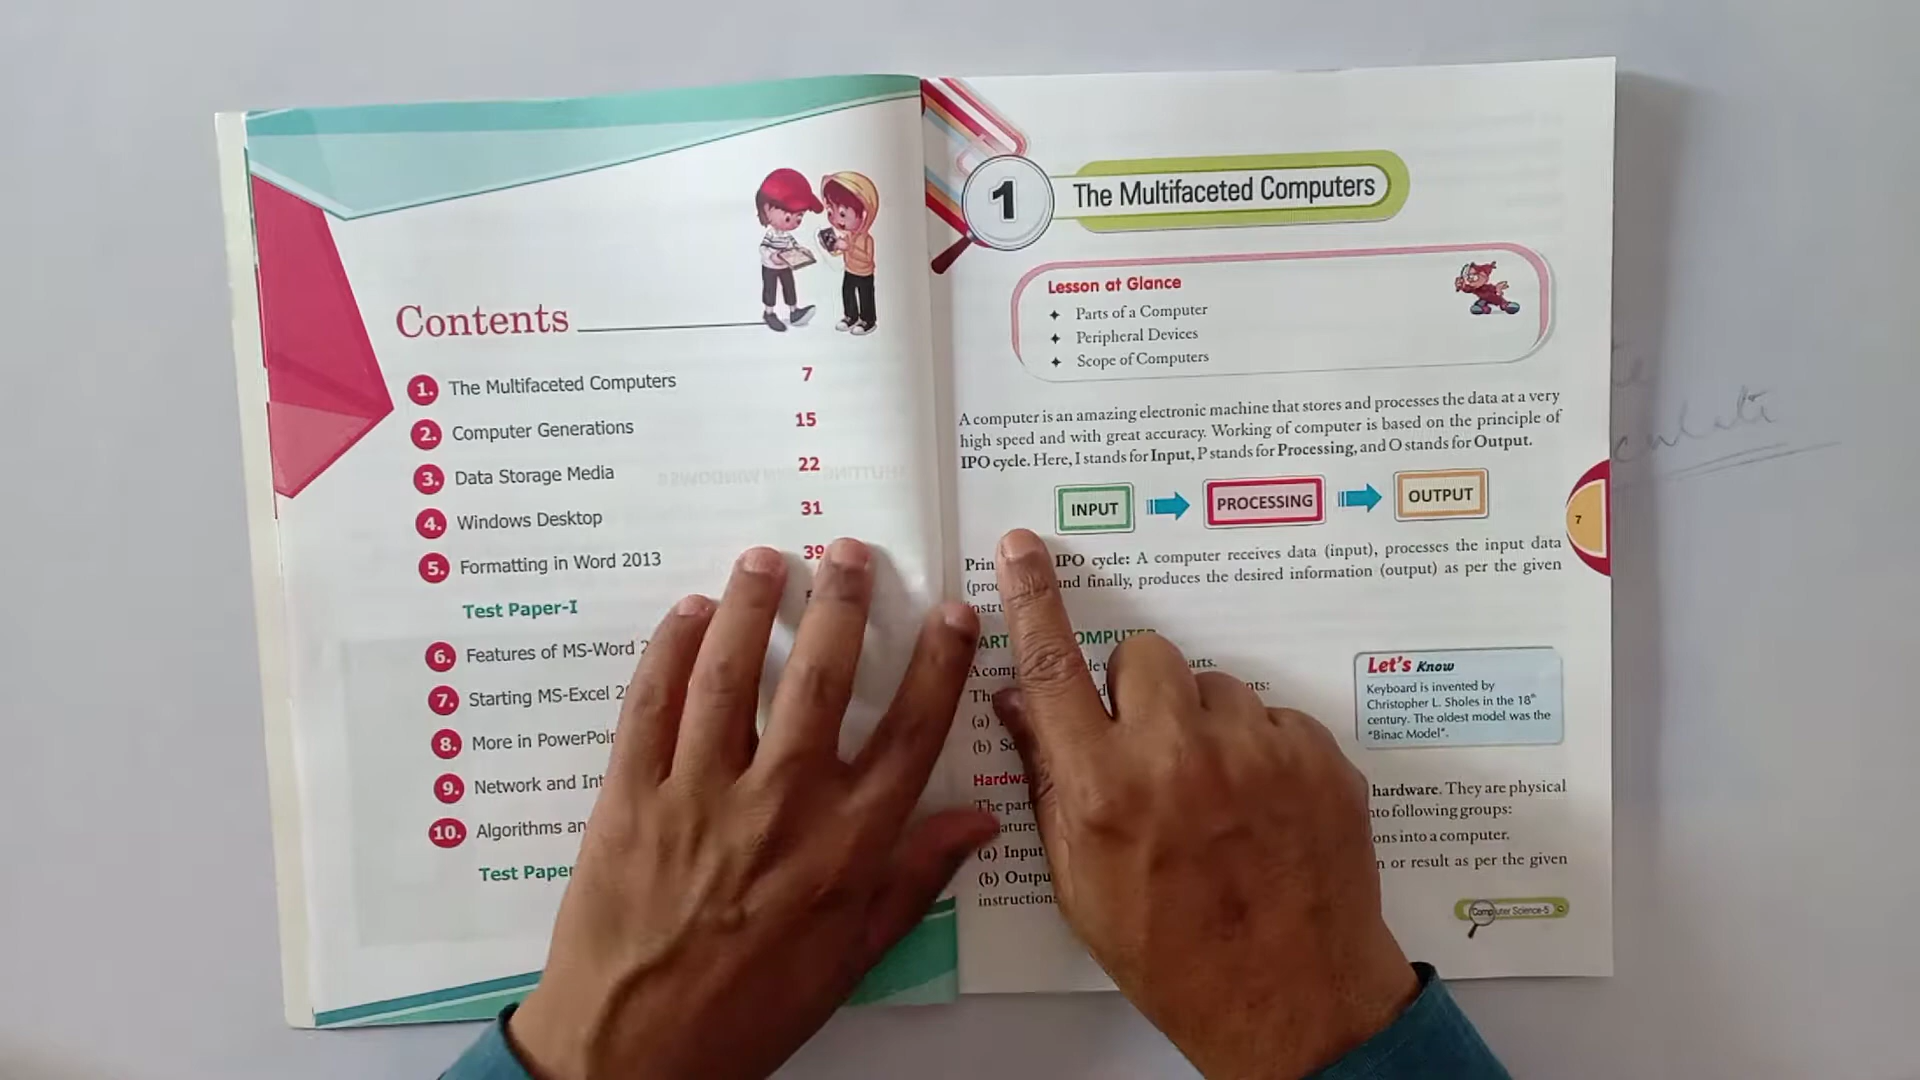 Contents
1. The Multifaceted Computers 7
2. Computer Generations 15
3. Data Storage Media 22
4. Windows Desktop 31
5. Formatting in Word 2013 39
Test Paper-I
6. Features of MS-Word
7. Starting MS-Excel
8. More in
9. Network and
10. Algorithms
Test
1 The Multifaceted Computers
Lesson at Glance
✦ Parts of a Computer
✦ Peripheral Devices
✦ Scope of Computers
A computer is an amazing electronic machine that stores and processes the data at a very
high speed and with great accuracy. Working of computer is based on the principle of
IPO cycle. Here, I stands for Input, P stands for Processing, and O stands for Output.
INPUT PROCESSING OUTPUT
7
IPO cycle: A computer receives data (input), processes the input data
and finally, produces the desired information (output) as per the given
A
(a)
(b)
Let's Know
Keyboard is invented by
Christopher L. Sholes in the 18th
century. The oldest model was the
"Binac Model".
hardware. They are physical
following groups:
into a computer.
or result as per the given
(a) Input
(b)
Computer Science-5